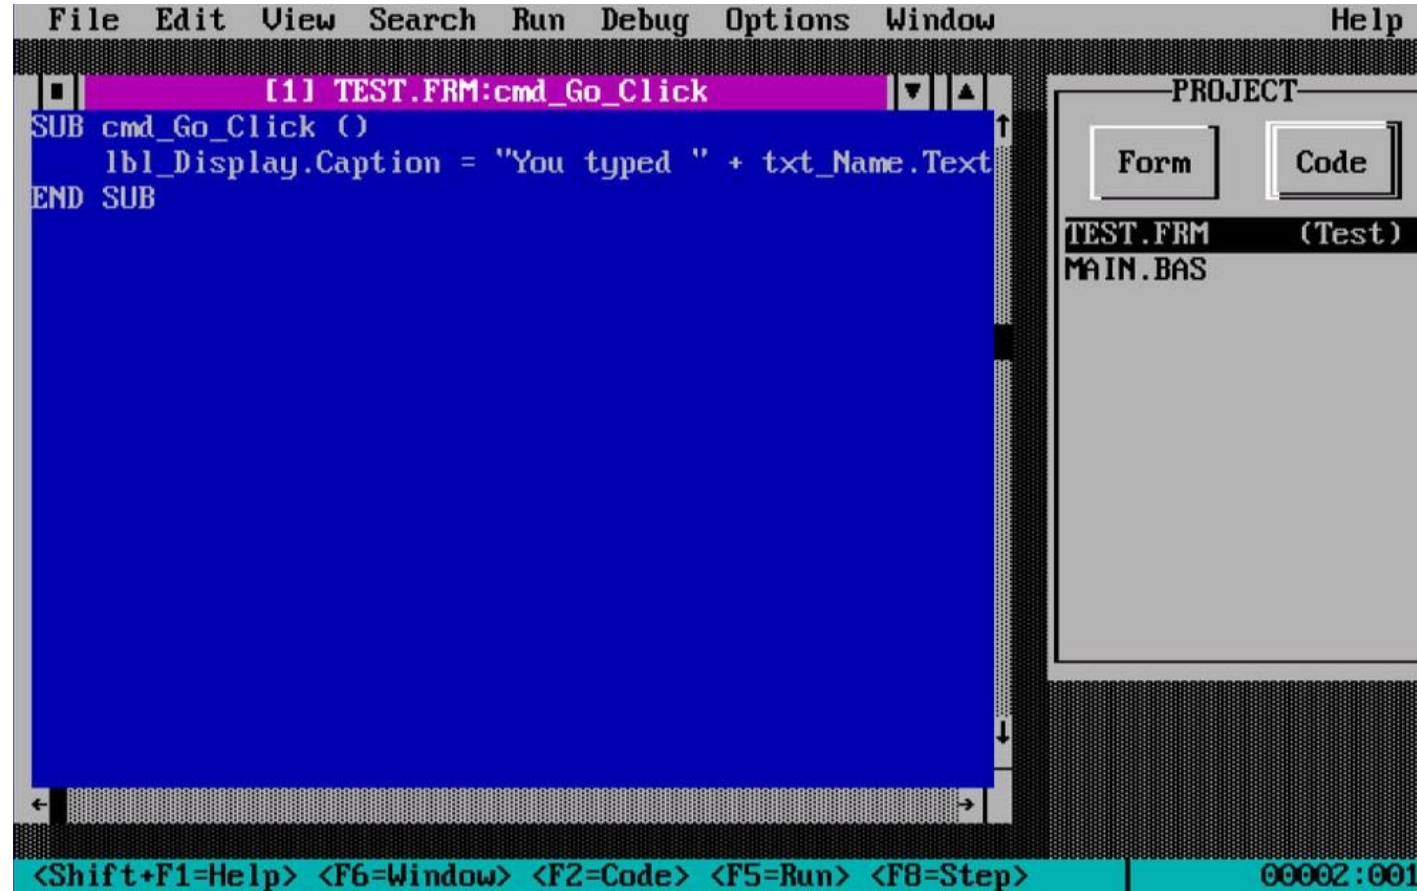 File Edit View Search Run Debug Options Window Help
[1] TEST.FRM:cmd_Go_Click
SUB cmd_Go_Click ()
    lbl_Display.Caption = "You typed " + txt_Name.Text
END SUB
PROJECT
Form Code
TEST.FRM (Test)
MAIN.BAS
<Shift+F1=Help> <F6=Window> <F2=Code> <F5=Run> <F8=Step> 00002:001